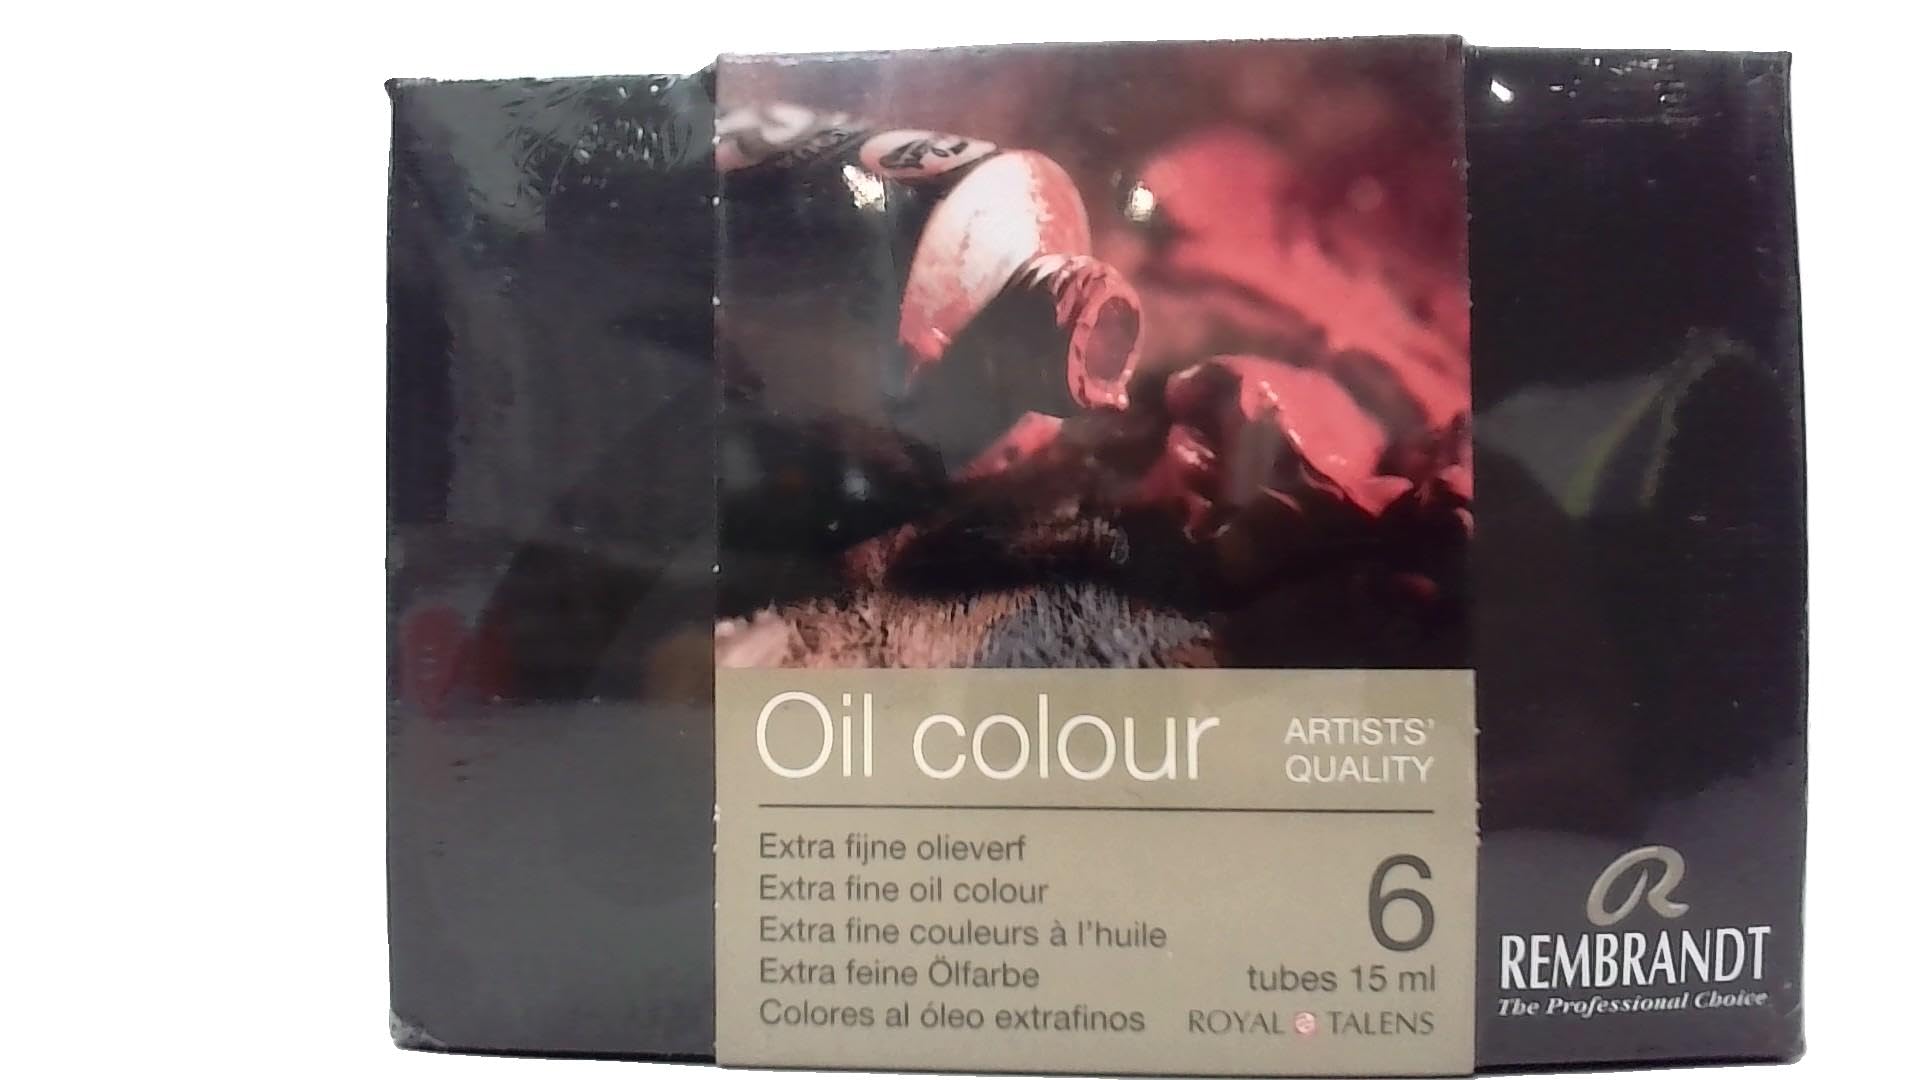 Oil colour
ARTISTS'
QUALITY
Extra fijne olieverf
Extra fine oil colour
Extra fine couleurs à l'huile
Extra feine Ölfarbe
Colores al óleo extrafinos
6
tubes 15 ml
ROYAL TALENS
R
REMBRANDT
The Professional Choice